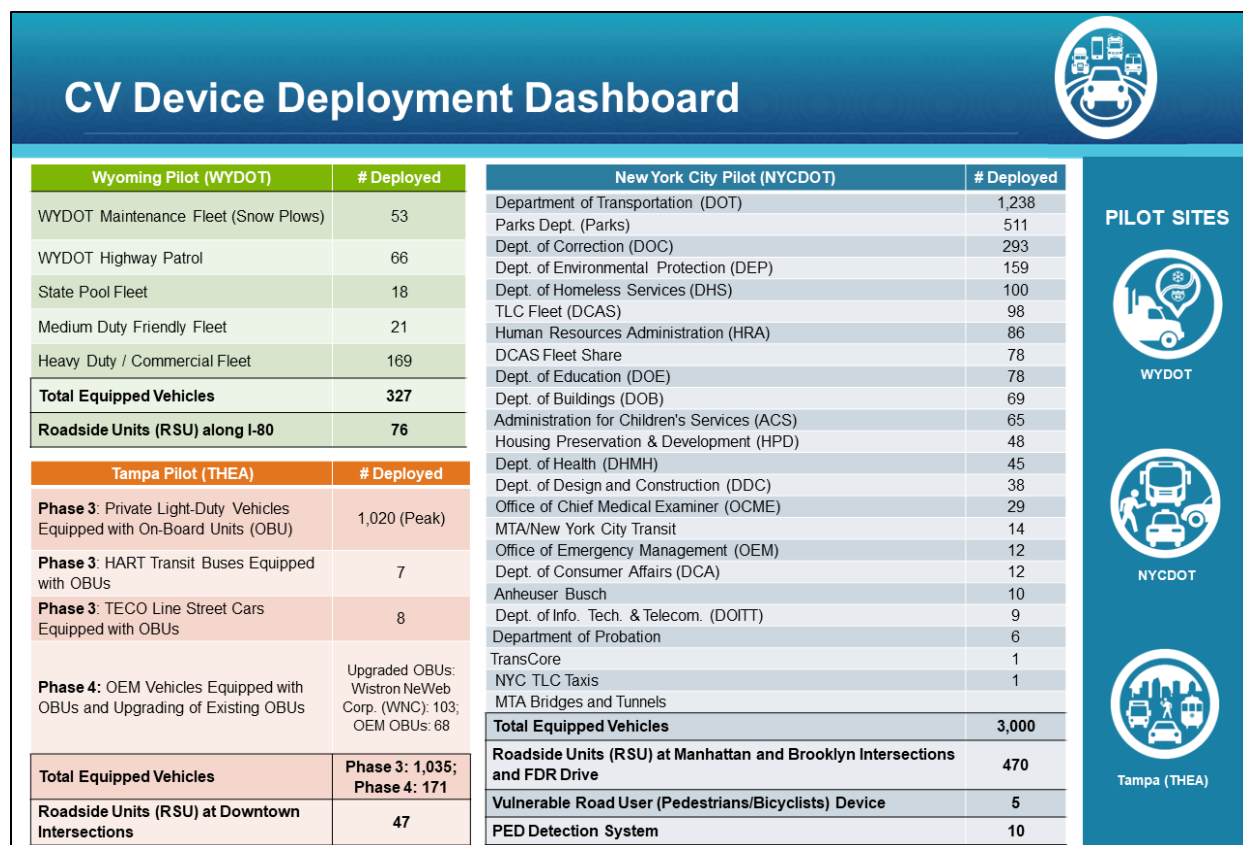 CV Device Deployment Dashboard
Wyoming Pilot (WYDOT) # Deployed
WYDOT Maintenance Fleet (Snow Plows) 53
WYDOT Highway Patrol 66
State Pool Fleet 18
Medium Duty Friendly Fleet 21
Heavy Duty / Commercial Fleet 169
Total Equipped Vehicles 327
Roadside Units (RSU) along I-80 76
Tampa Pilot (THEA) # Deployed
Phase 3: Private Light-Duty Vehicles
Equipped with On-Board Units (OBU)
1,020 (Peak)
Phase 3: HART Transit Buses Equipped
with OBUs
7
Phase 3: TECO Line Street Cars
Equipped with OBUs
8
Phase 4: OEM Vehicles Equipped with
OBUs and Upgrading of Existing OBUs
Upgraded OBUs:
Wistron NeWeb
Corp. (WNC): 103;
OEM OBUs: 68
Total Equipped Vehicles
Phase 3: 1,035;
Phase 4: 171
Roadside Units (RSU) at Downtown
Intersections
47
New York City Pilot (NYCDOT) # Deployed
Department of Transportation (DOT) 1,238
Parks Dept. (Parks) 511
Dept. of Correction (DOC) 293
Dept. of Environmental Protection (DEP) 159
Dept. of Homeless Services (DHS) 100
TLC Fleet (DCAS) 98
Human Resources Administration (HRA) 86
DCAS Fleet Share 78
Dept. of Education (DOE) 78
Dept. of Buildings (DOB) 69
Administration for Children's Services (ACS) 65
Housing Preservation & Development (HPD) 48
Dept. of Health (DHMH) 45
Dept. of Design and Construction (DDC) 38
Office of Chief Medical Examiner (OCME) 29
MTA/New York City Transit 14
Office of Emergency Management (OEM) 12
Dept. of Consumer Affairs (DCA) 12
Anheuser Busch 10
Dept. of Info. Tech. & Telecom. (DOITT) 9
Department of Probation 6
TransCore 1
NYC TLC Taxis 1
MTA Bridges and Tunnels
Total Equipped Vehicles 3,000
Roadside Units (RSU) at Manhattan and Brooklyn Intersections
and FDR Drive
470
Vulnerable Road User (Pedestrians/Bicyclists) Device 5
PED Detection System 10
PILOT SITES
WYDOT
NYCDOT
Tampa (THEA)